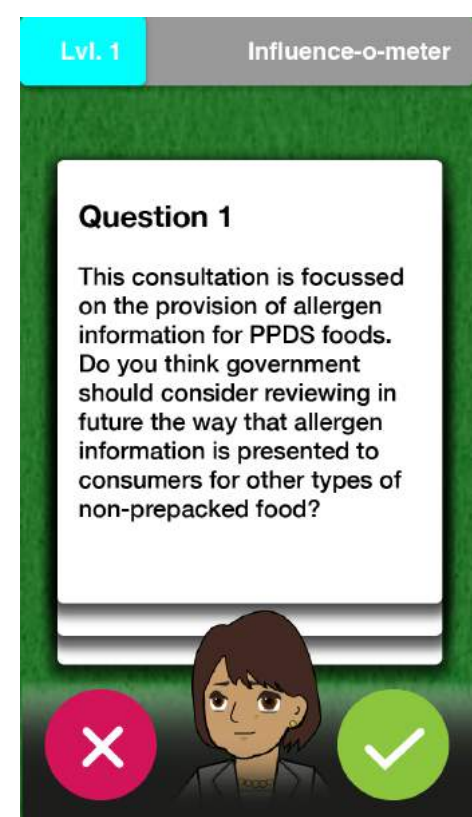 Lvl. 1
Influence-o-meter
Question 1
This consultation is focussed
on the provision of allergen
information for PPDS foods.
Do you think government
should consider reviewing in
future the way that allergen
information is presented to
consumers for other types of
non-prepacked food?